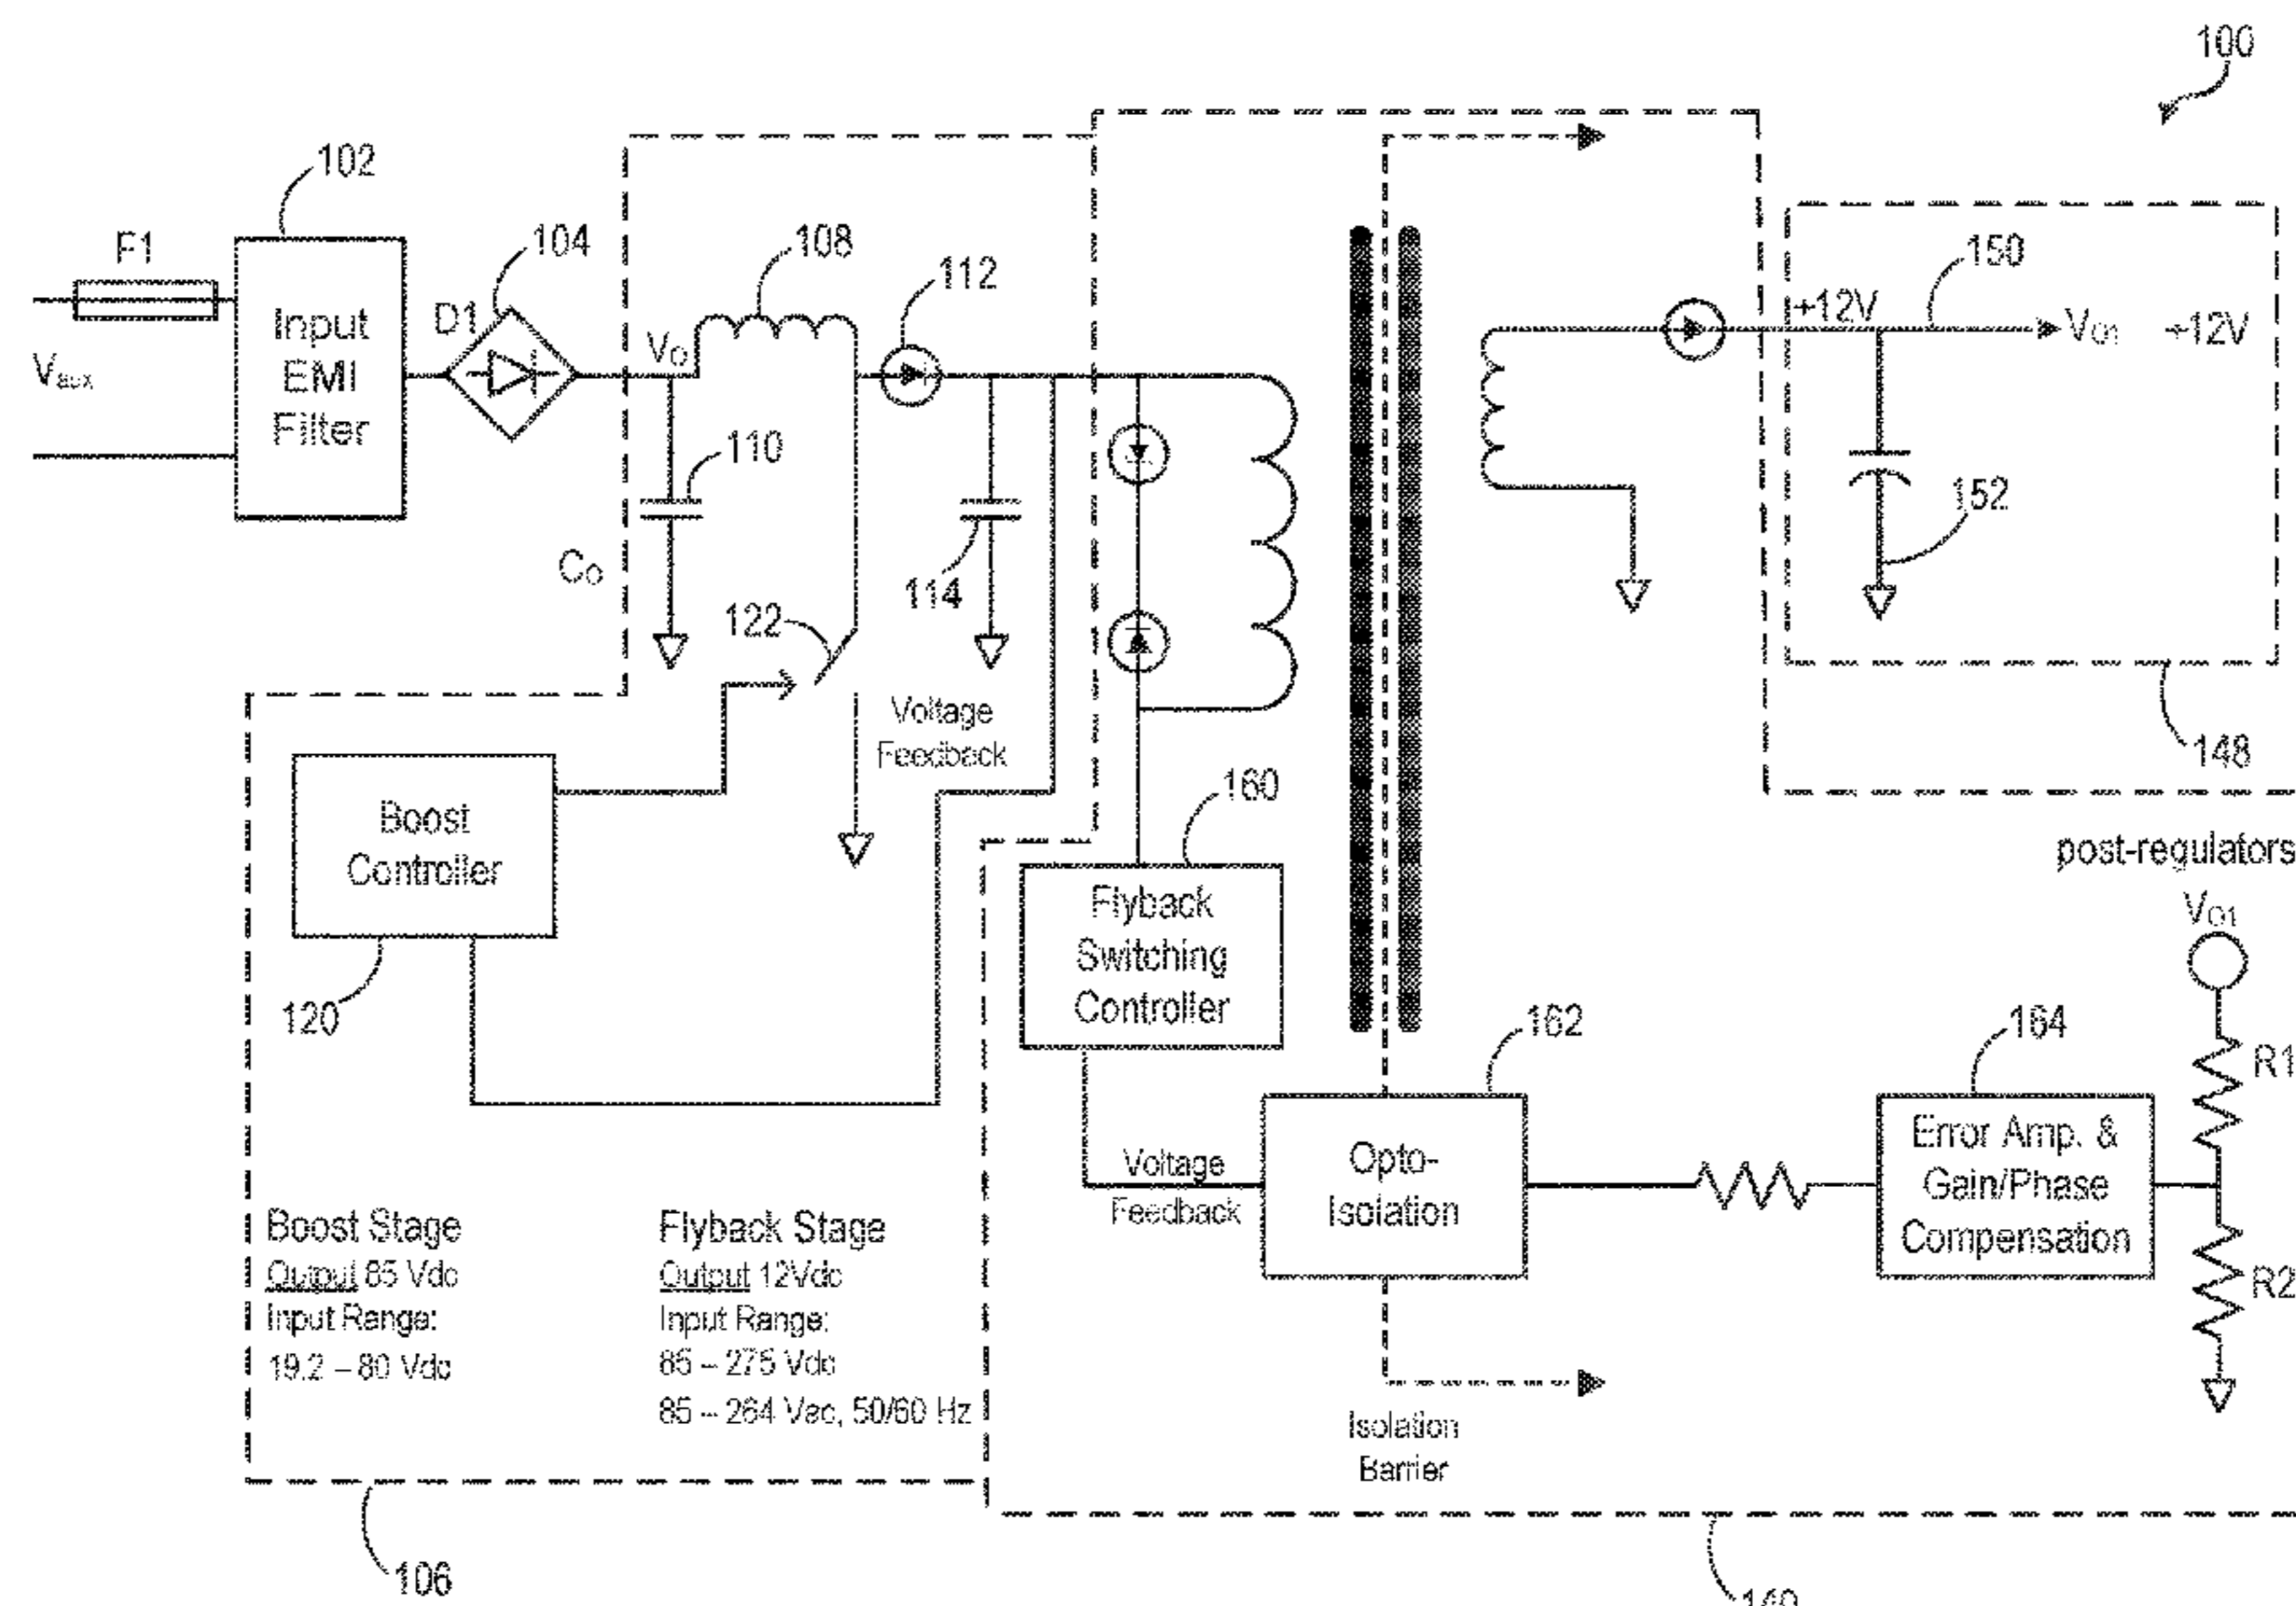 100
102
F1
104
108
112
150
D1
Input
EMI
Filter
Vaux
VO
+12V
VO1
+12V
110
152
CO
114
122
Voltage
Feedback
148
160
Boost
Controller
post-regulators
VO1
Flyback
Switching
Controller
120
162
164
R1
Voltage
Feedback
Opto-
Isolation
Error Amp. &
Gain/Phase
Compensation
R2
Boost Stage
Output 85 Vdc
Input Range:
19.2 – 80 Vdc
Flyback Stage
Output 12Vdc
Input Range:
85 – 275 Vdc
85 – 264 Vac, 50/60 Hz
Isolation
Barrier
106